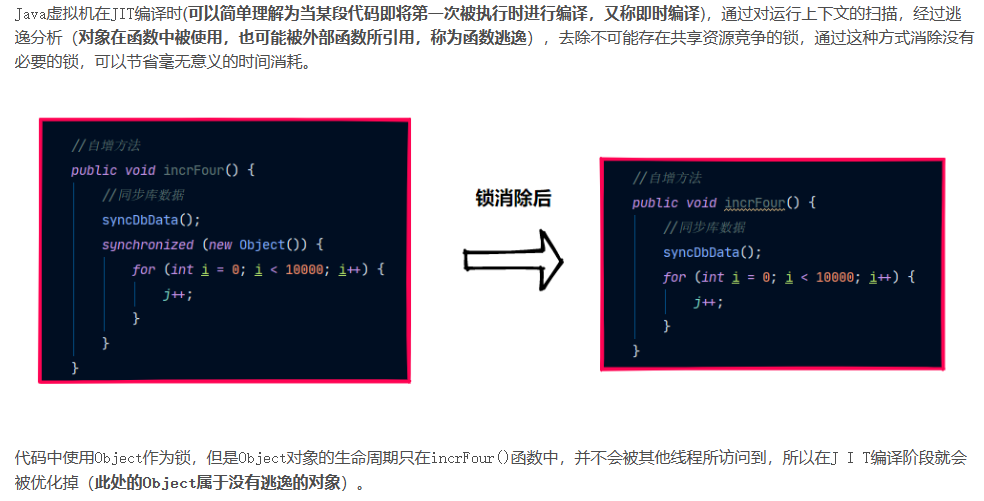 Java虚拟机在JIT编译时(可以简单理解为当某段代码即将第一次被执行时进行编译，又称即时编译)，通过对运行上下文的扫描，经过逃
逸分析（对象在函数中被使用，也可能被外部函数所引用，称为函数逃逸），去除不可能存在共享资源竞争的锁，通过这种方式消除没有
必要的锁，可以节省毫无意义的时间消耗。
//自增方法
public void incrFour() {
//同步库数据
syncDbData();
synchronized (new Object()) {
for (int i = 0; i < 10000; i++) {
j++;
}
}
}
锁消除后
//自增方法
public void incrFour() {
//同步库数据
syncDbData();
for (int i = 0; i < 10000; i++) {
j++;
}
}
代码中使用Object作为锁，但是Object对象的生命周期只在incrFour()函数中，并不会被其他线程所访问到，所以在J I T编译阶段就会
被优化掉（此处的Object属于没有逃逸的对象）。